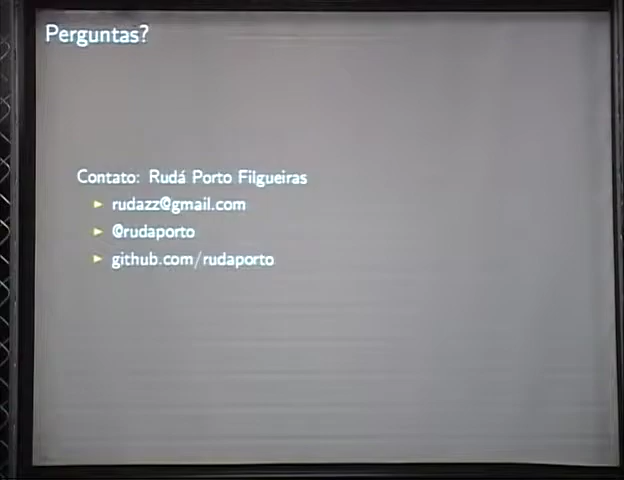 Perguntas?
Contato: Rudá Porto Filgueiras
► rudazz@gmail.com
► @rudaporto
► github.com/rudaporto